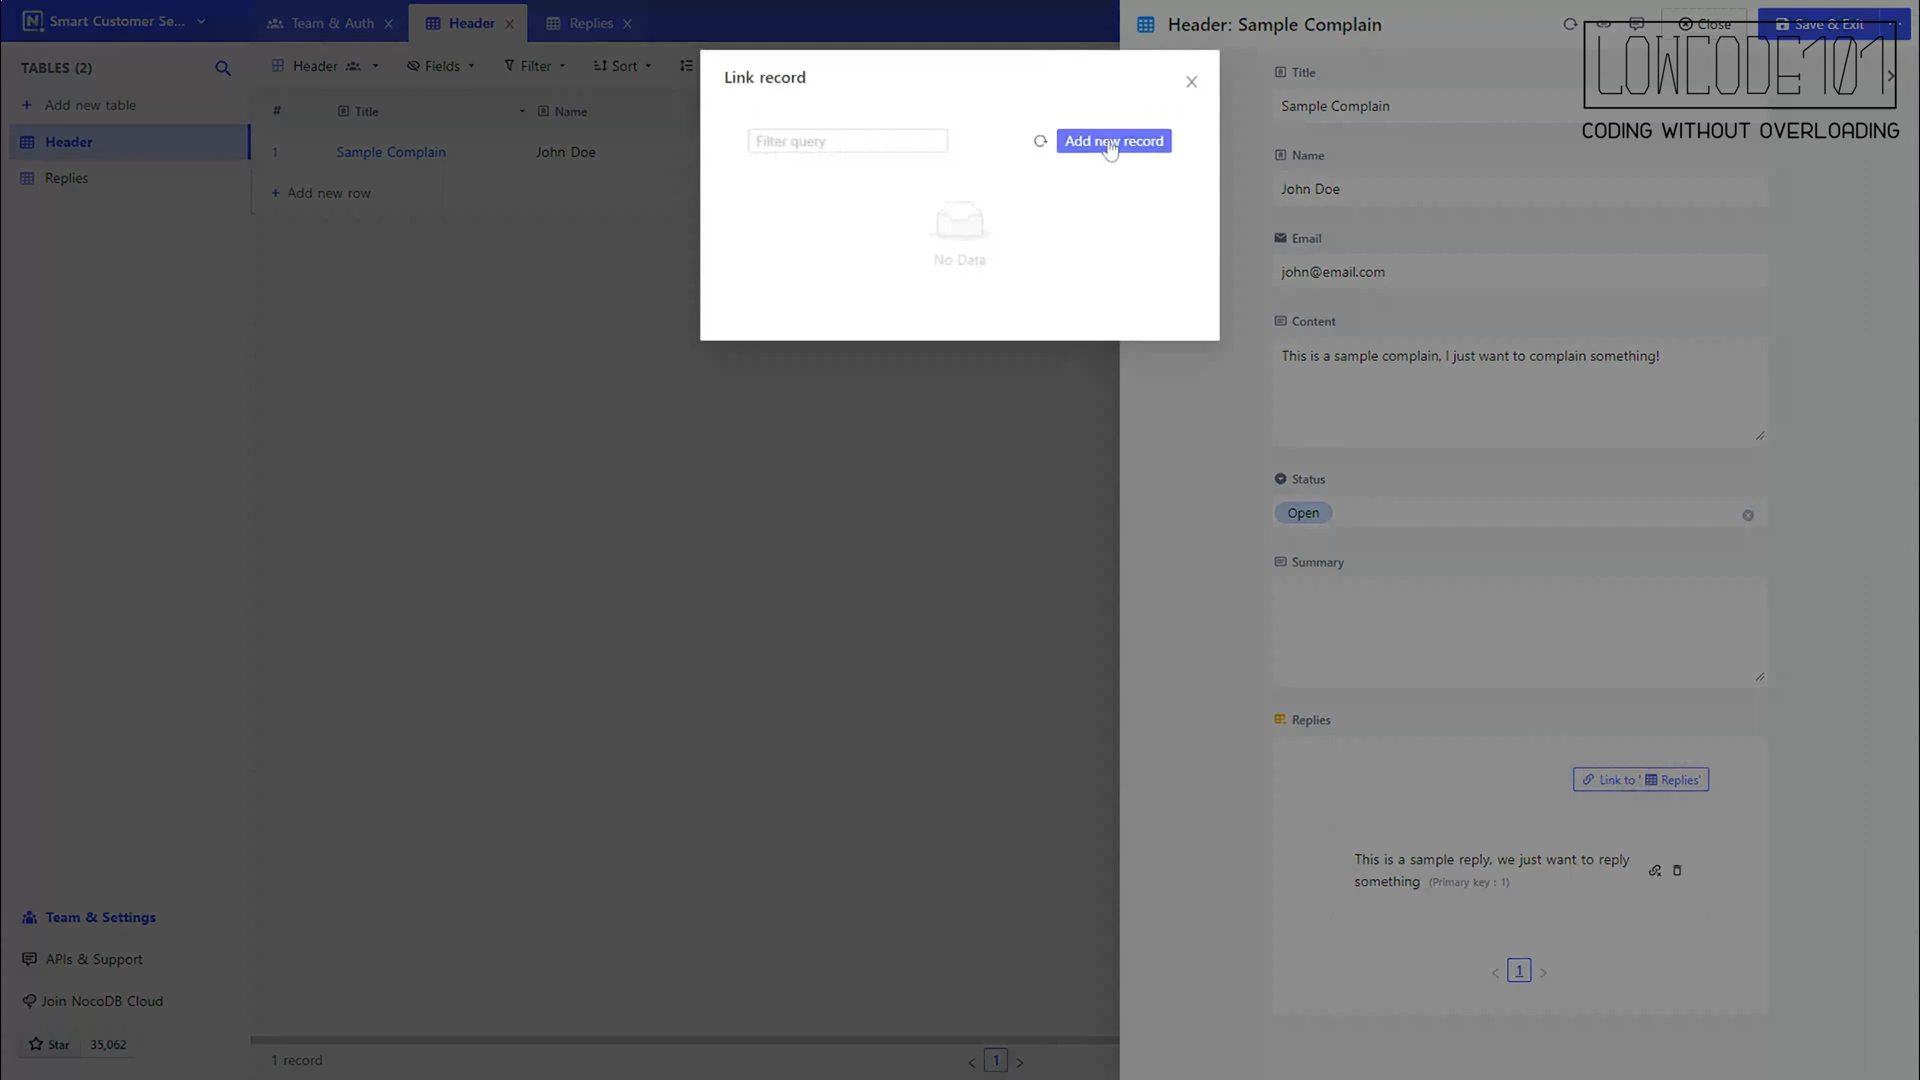 Smart Customer Se...
Team & Auth
Header
Replies
Header: Sample Complain
Close
Save & Exit
LOWCODE101
CODING WITHOUT OVERLOADING
TABLES (2)
Add new table
Header
Replies
Header
Fields
Filter
Sort
# Title Name
1 Sample Complain John Doe
+ Add new row
Link record
Filter query
Add new record
No Data
Title
Sample Complain
Name
John Doe
Email
john@email.com
Content
This is a sample complain, I just want to complain something!
Status
Open
Summary
Replies
Link to ' Replies'
This is a sample reply, we just want to reply
something (Primary key : 1)
< 1 >
Team & Settings
APIs & Support
Join NocoDB Cloud
Star 35,062
1 record
< 1 >